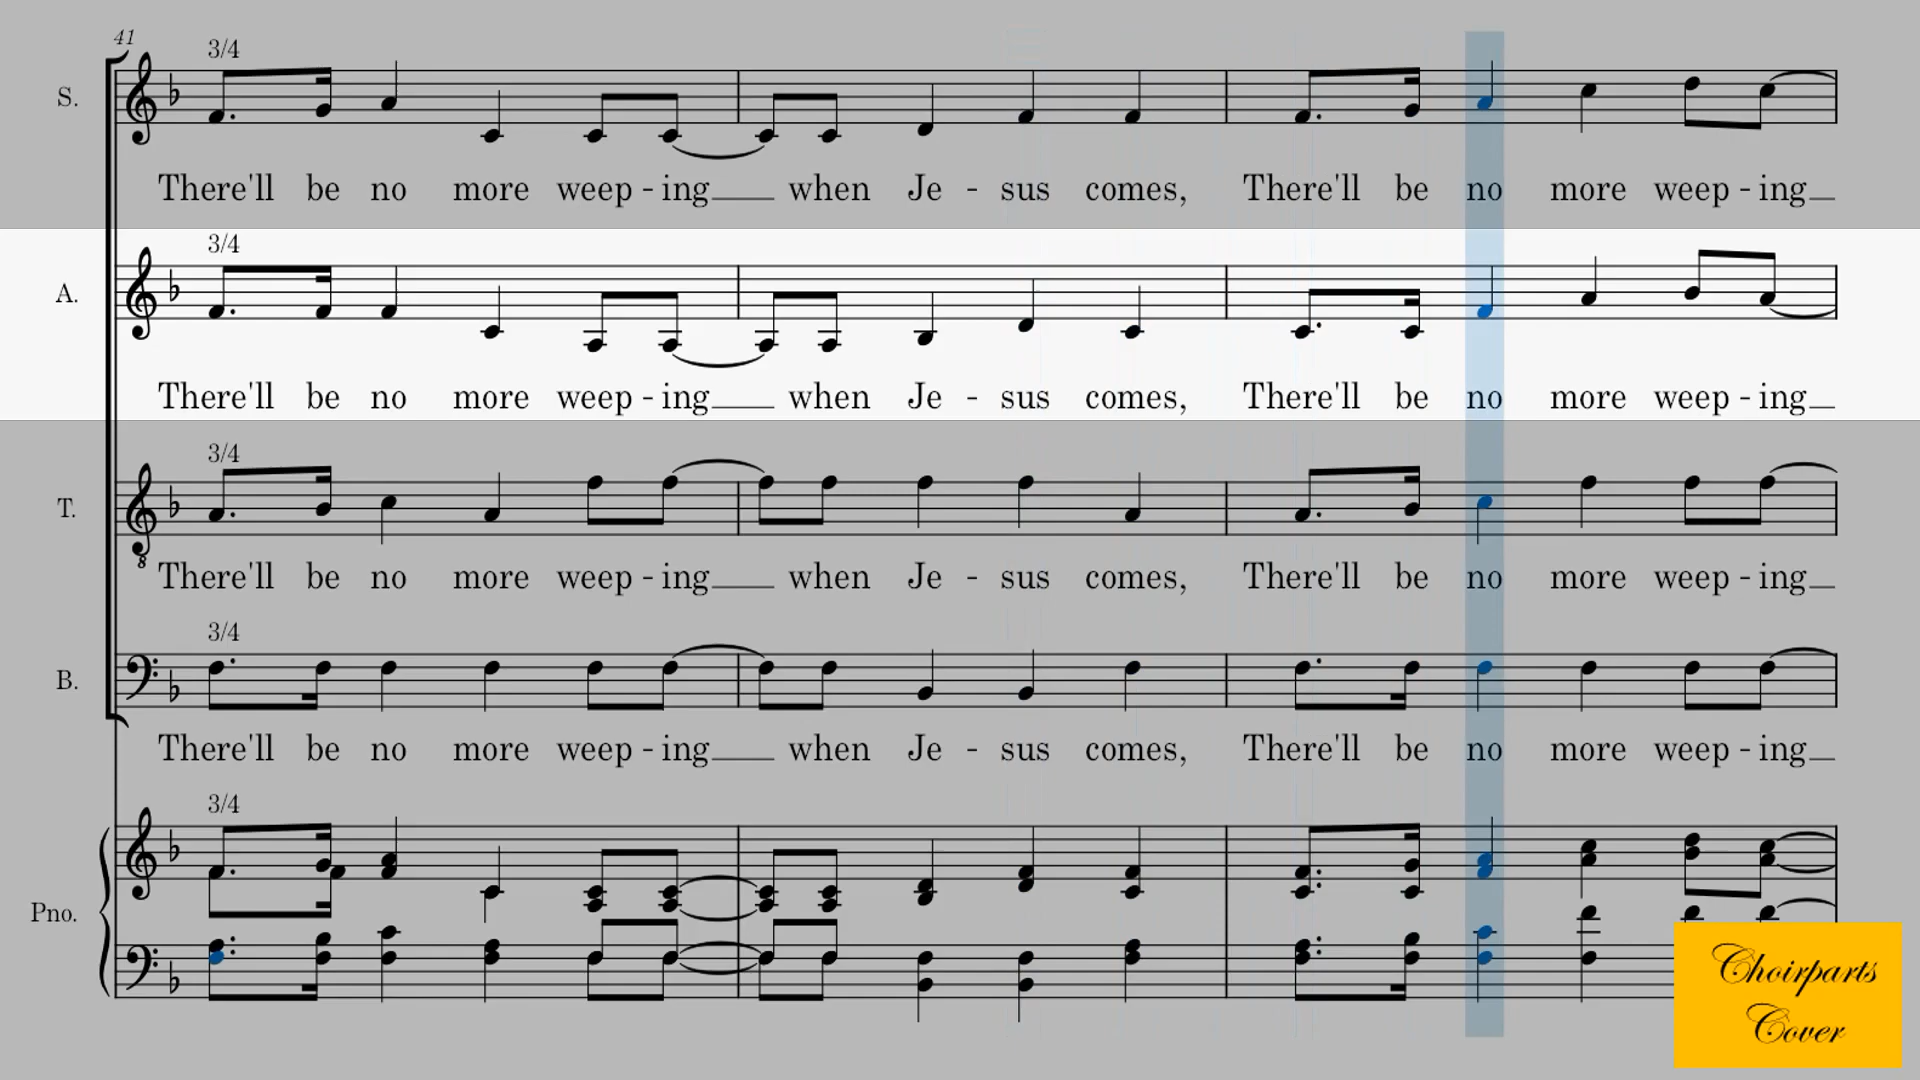 41
3/4
S.
There'll be no more weep - ing when Je - sus comes, There'll be no more weep - ing
3/4
A.
There'll be no more weep - ing when Je - sus comes, There'll be no more weep - ing
3/4
T.
8
There'll be no more weep - ing when Je - sus comes, There'll be no more weep - ing
3/4
B.
There'll be no more weep - ing when Je - sus comes, There'll be no more weep - ing
3/4
Pno.
Choirparts
Cover